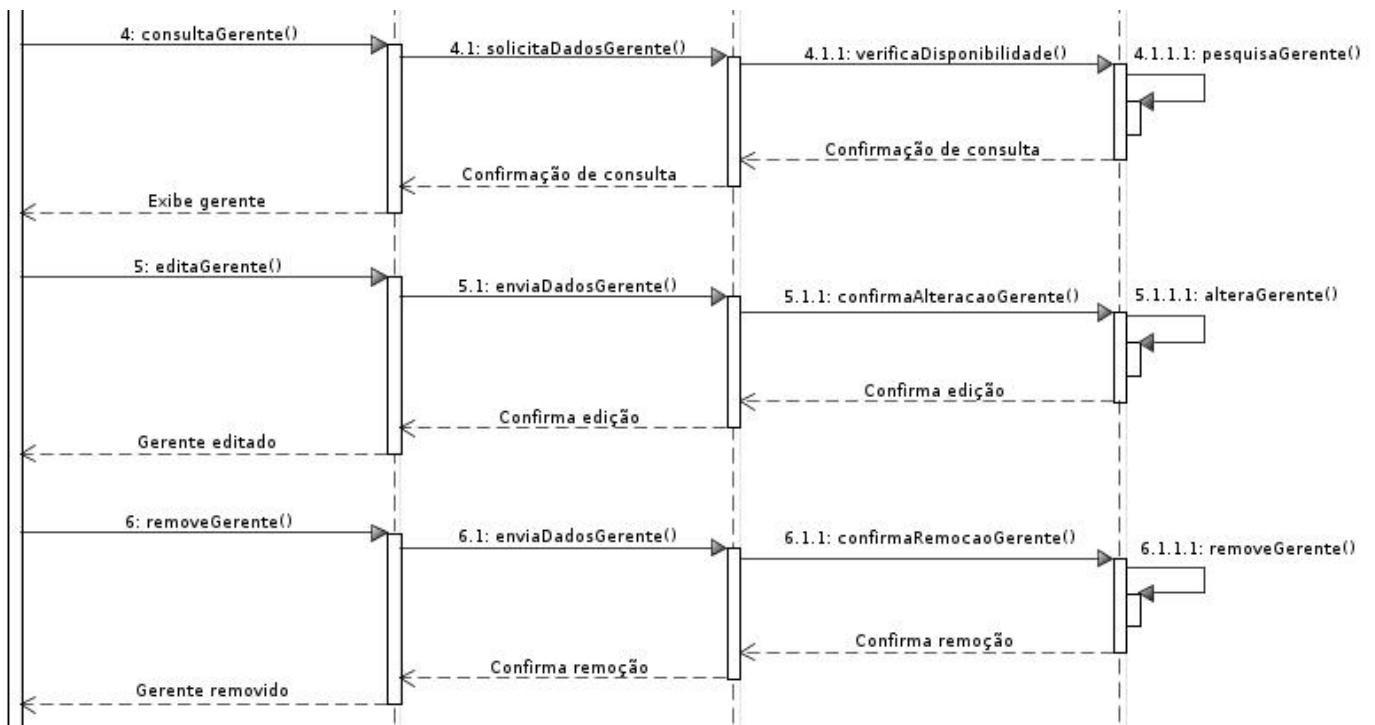 4: consultaGerente()
4.1: solicitaDadosGerente()
4.1.1: verificaDisponibilidade()
4.1.1.1: pesquisaGerente()
Confirmação de consulta
Confirmação de consulta
Exibe gerente
5: editaGerente()
5.1: enviaDadosGerente()
5.1.1: confirmaAlteracaoGerente()
5.1.1.1: alteraGerente()
Confirma edição
Confirma edição
Gerente editado
6: removeGerente()
6.1: enviaDadosGerente()
6.1.1: confirmaRemocaoGerente()
6.1.1.1: removeGerente()
Confirma remoção
Confirma remoção
Gerente removido